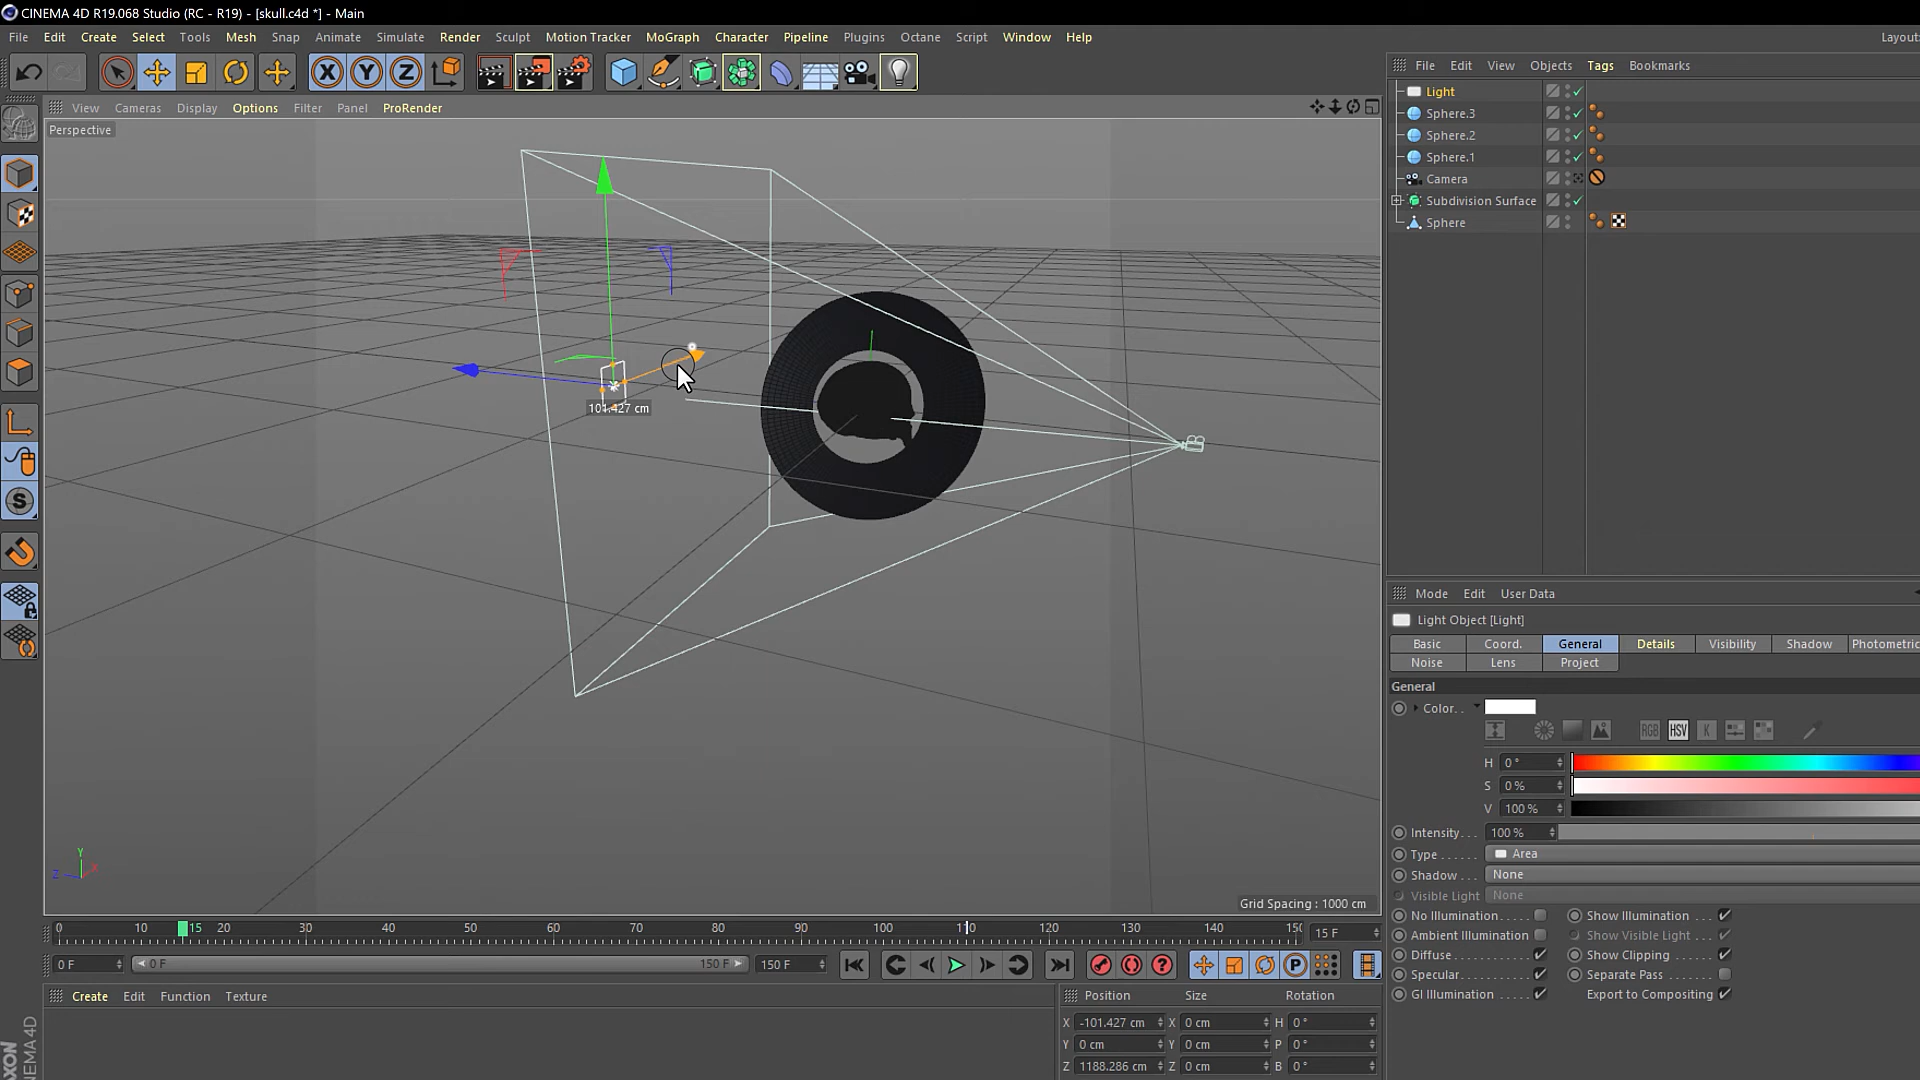 CINEMA 4D R19.068 Studio (RC - R19) - [skull.c4d *] - Main
File Edit Create Select Tools Mesh Snap Animate Simulate Render Sculpt Motion Tracker MoGraph Character Pipeline Plugins Octane Script Window Help
Layout:
X Y Z
File Edit View Objects Tags Bookmarks
View Cameras Display Options Filter Panel ProRender
Perspective
Light
Sphere.3
Sphere.2
Sphere.1
Camera
Subdivision Surface
Sphere
101.427 cm
S
Mode Edit User Data
Light Object [Light]
Basic Coord. General Details Visibility Shadow Photometric
Noise Lens Project
General
Color. .
RGB HSV K
H 0 °
S 0 %
V 100 %
Intensity. . . 100 %
Type . . . . . . Area
Shadow . . . None
Visible Light None
No Illumination. . . . . Show Illumination . . .
Ambient Illumination Show Visible Light .
Diffuse. . . . . . . . . . . . Show Clipping . . . .
Specular. . . . . . . . . . . Separate Pass . . . .
GI Illumination . . . . . Export to Compositing
Y
Z X
Grid Spacing : 1000 cm
0 10 15 20 30 40 50 60 70 80 90 100 110 120 130 140 150
15 F
0 F 0 F 150 F 150 F
P
Create Edit Function Texture
Position Size Rotation
X -101.427 cm X 0 cm H 0 °
Y 0 cm Y 0 cm P 0 °
Z 1188.286 cm Z 0 cm B 0 °
AXON
NEMA 4D